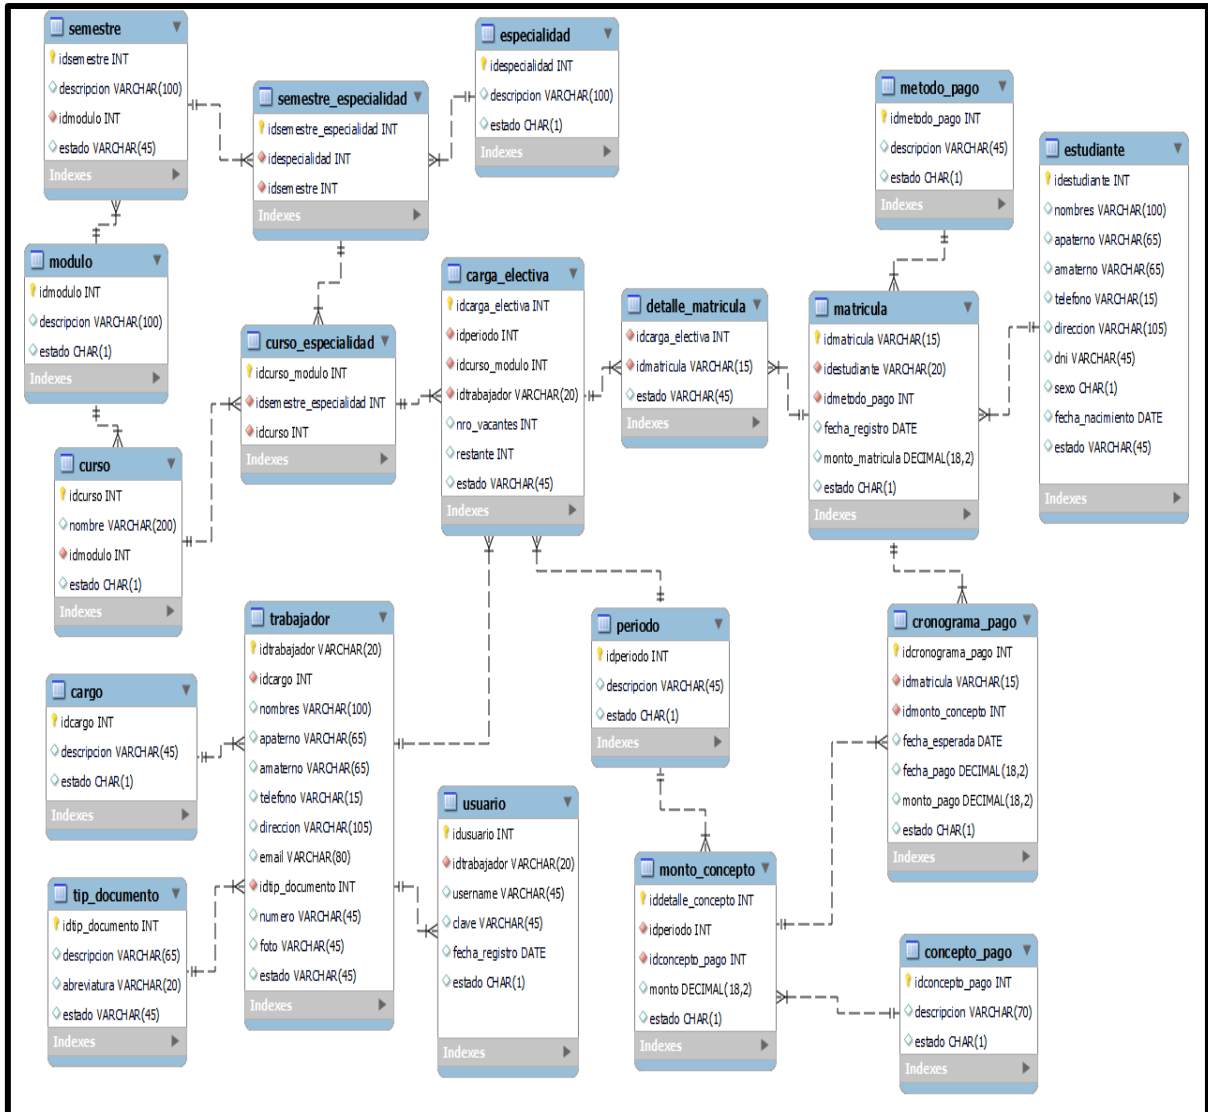 semestre
idsemestre INT
descripcion VARCHAR(100)
idmodulo INT
estado VARCHAR(45)
Indexes
semestre_especialidad
idsemestre_especialidad INT
idespecialidad INT
idsemestre INT
Indexes
especialidad
idespecialidad INT
descripcion VARCHAR(100)
estado CHAR(1)
Indexes
metodo_pago
idmetodo_pago INT
descripcion VARCHAR(45)
estado CHAR(1)
Indexes
estudiante
idestudiante INT
nombres VARCHAR(100)
apaterno VARCHAR(65)
amaterno VARCHAR(65)
telefono VARCHAR(15)
direccion VARCHAR(105)
dni VARCHAR(45)
sexo CHAR(1)
fecha_nacimiento DATE
estado VARCHAR(45)
Indexes
modulo
idmodulo INT
descripcion VARCHAR(100)
estado CHAR(1)
Indexes
curso_especialidad
idcurso_modulo INT
idsemestre_especialidad INT
idcurso INT
Indexes
carga_electiva
idcarga_electiva INT
idperiodo INT
idcurso_modulo INT
idtrabajador VARCHAR(20)
nro_vacantes INT
restante INT
estado VARCHAR(45)
Indexes
detalle_matricula
idcarga_electiva INT
idmatricula VARCHAR(15)
estado VARCHAR(45)
Indexes
matricula
idmatricula VARCHAR(15)
idestudiante VARCHAR(20)
idmetodo_pago INT
fecha_registro DATE
monto_matricula DECIMAL(18,2)
estado CHAR(1)
Indexes
curso
idcurso INT
nombre VARCHAR(200)
idmodulo INT
estado CHAR(1)
Indexes
trabajador
idtrabajador VARCHAR(20)
idcargo INT
nombres VARCHAR(100)
apaterno VARCHAR(65)
amaterno VARCHAR(65)
telefono VARCHAR(15)
direccion VARCHAR(105)
email VARCHAR(80)
idtip_documento INT
numero VARCHAR(45)
foto VARCHAR(45)
estado VARCHAR(45)
Indexes
periodo
idperiodo INT
descripcion VARCHAR(45)
estado CHAR(1)
Indexes
cronograma_pago
idcronograma_pago INT
idmatricula VARCHAR(15)
idmonto_concepto INT
fecha_esperada DATE
fecha_pago DECIMAL(18,2)
monto_pago DECIMAL(18,2)
estado CHAR(1)
Indexes
cargo
idcargo INT
descripcion VARCHAR(45)
estado CHAR(1)
Indexes
usuario
idusuario INT
idtrabajador VARCHAR(20)
username VARCHAR(45)
clave VARCHAR(45)
fecha_registro DATE
estado CHAR(1)
Indexes
tip_documento
idtip_documento INT
descripcion VARCHAR(65)
abreviatura VARCHAR(20)
estado VARCHAR(45)
Indexes
monto_concepto
iddetalle_concepto INT
idperiodo INT
idconcepto_pago INT
monto DECIMAL(18,2)
estado CHAR(1)
Indexes
concepto_pago
idconcepto_pago INT
descripcion VARCHAR(70)
estado CHAR(1)
Indexes